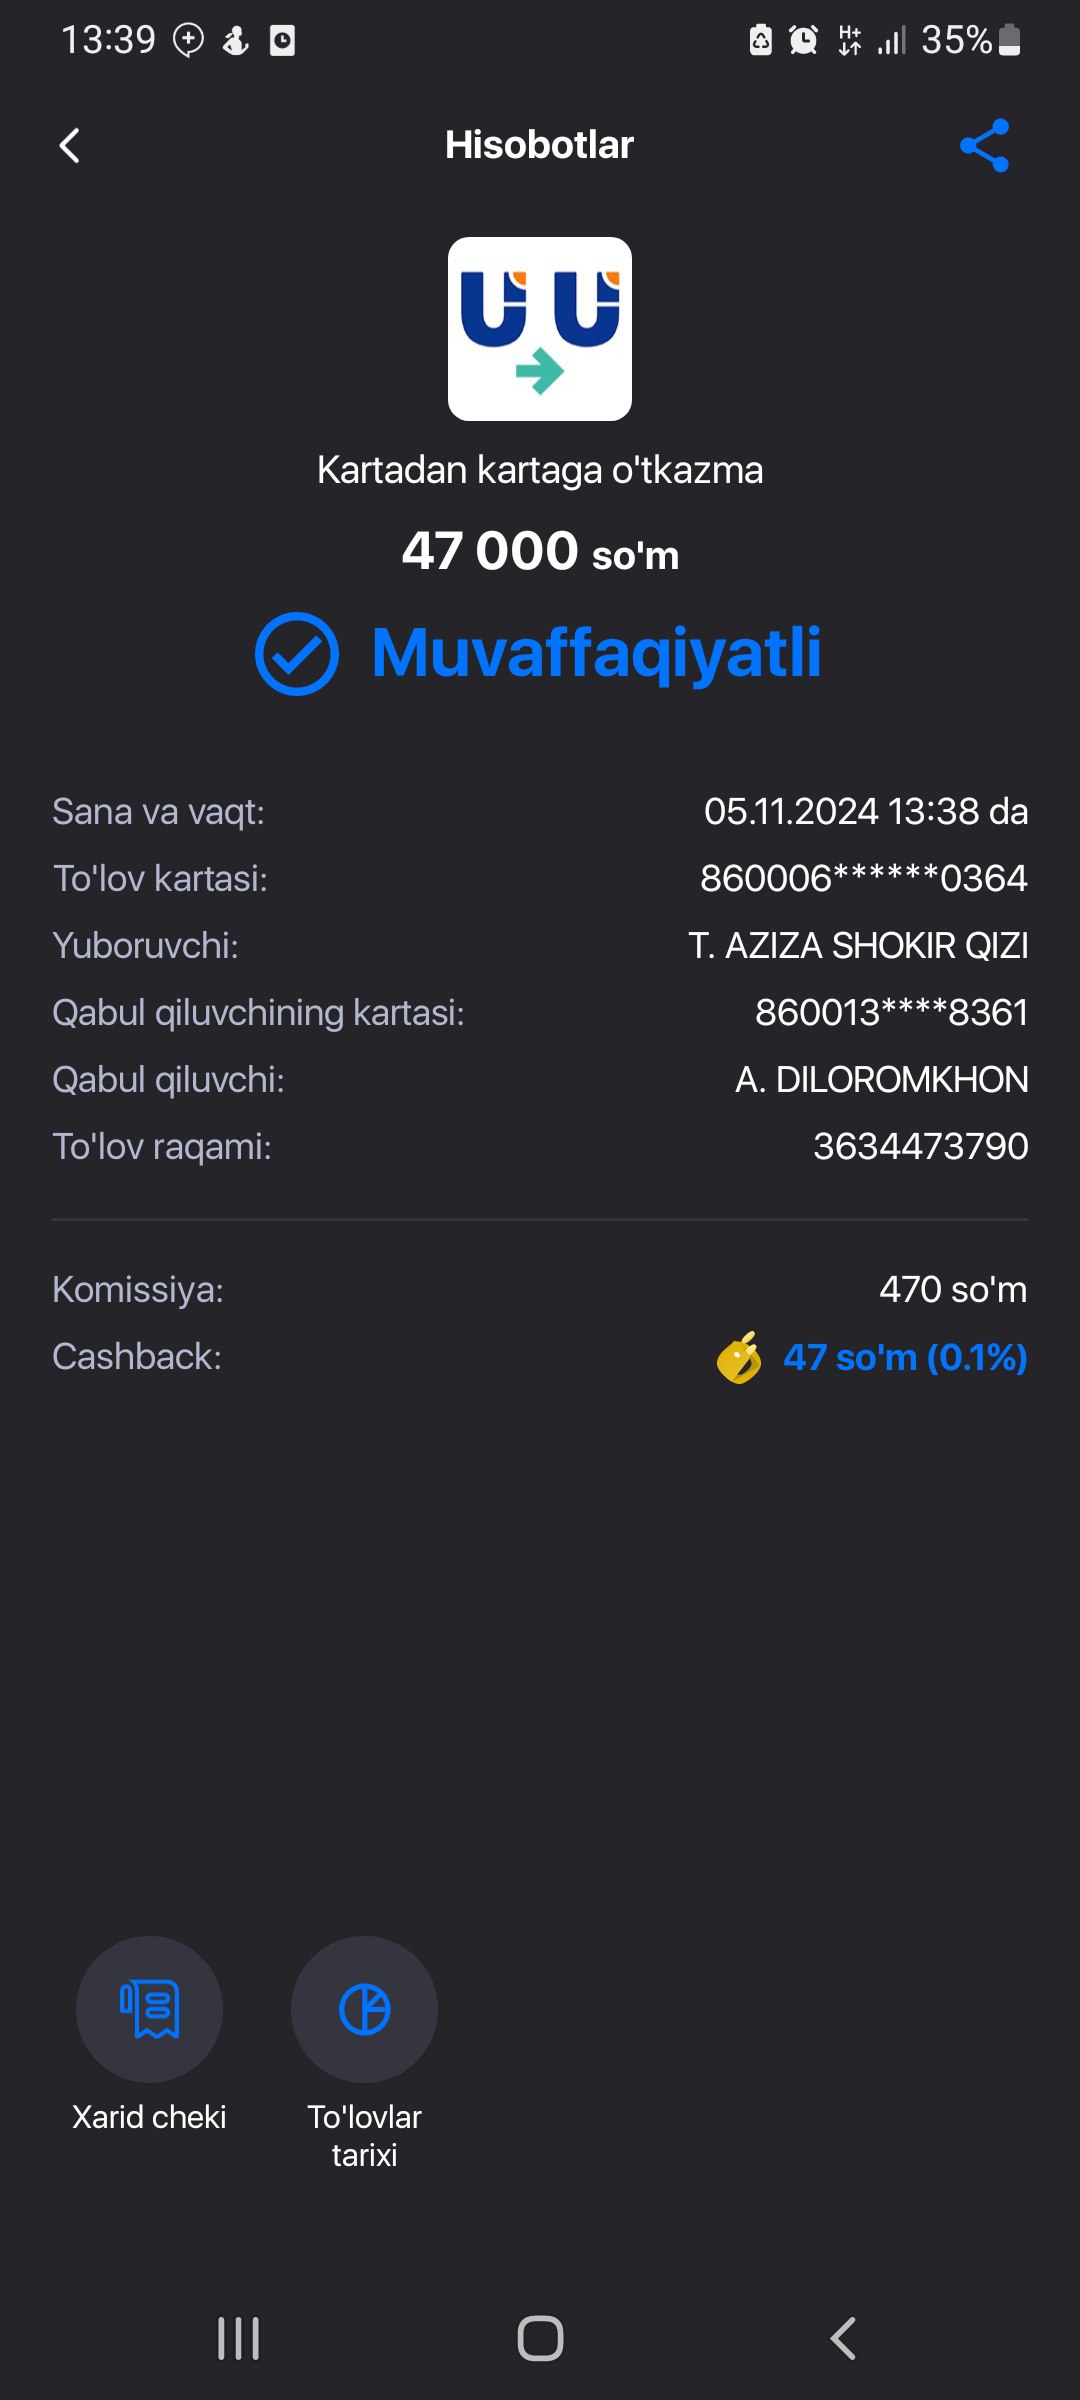 13:39 H+ 35%
Hisobotlar
Kartadan kartaga o'tkazma
47 000 so'm
Muvaffaqiyatli
Sana va vaqt: 05.11.2024 13:38 da
To'lov kartasi: 860006******0364
Yuboruvchi: T. AZIZA SHOKIR QIZI
Qabul qiluvchining kartasi: 860013****8361
Qabul qiluvchi: A. DILOROMKHON
To'lov raqami: 3634473790
Komissiya: 470 so'm
Cashback: 47 so'm (0.1%)
Xarid cheki
To'lovlar
tarixi